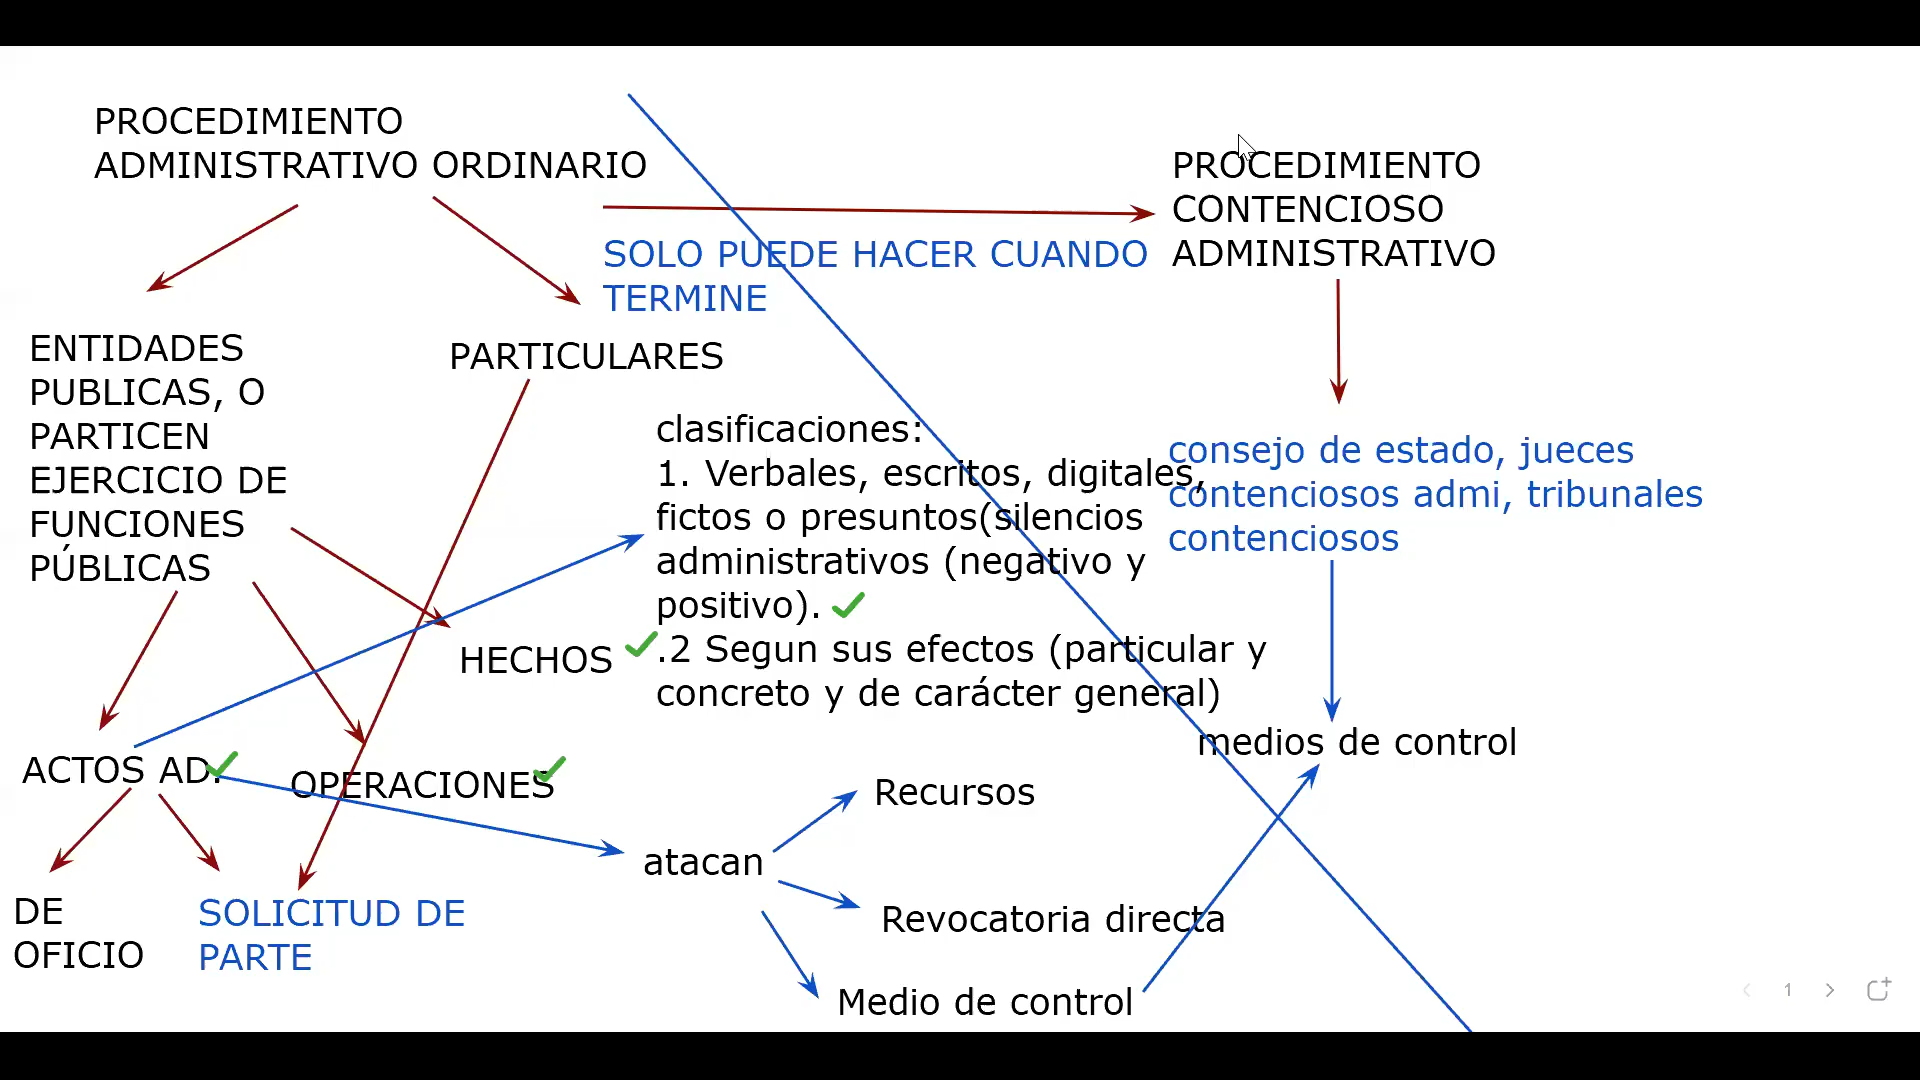 PROCEDIMIENTO
ADMINISTRATIVO ORDINARIO
PROCEDIMIENTO
CONTENCIOSO
ADMINISTRATIVO
SOLO PUEDE HACER CUANDO
TERMINE
ENTIDADES
PUBLICAS, O
PARTICEN
EJERCICIO DE
FUNCIONES
PÚBLICAS
PARTICULARES
clasificaciones:
1. Verbales, escritos, digitales,
fictos o presuntos(silencios
administrativos (negativo y
positivo).
.2 Segun sus efectos (particular y
concreto y de carácter general)
consejo de estado, jueces
contenciosos admi, tribunales
contenciosos
HECHOS
medios de control
ACTOS AD.
OPERACIONES
Recursos
atacan
Revocatoria directa
Medio de control
DE
OFICIO
SOLICITUD DE
PARTE
1